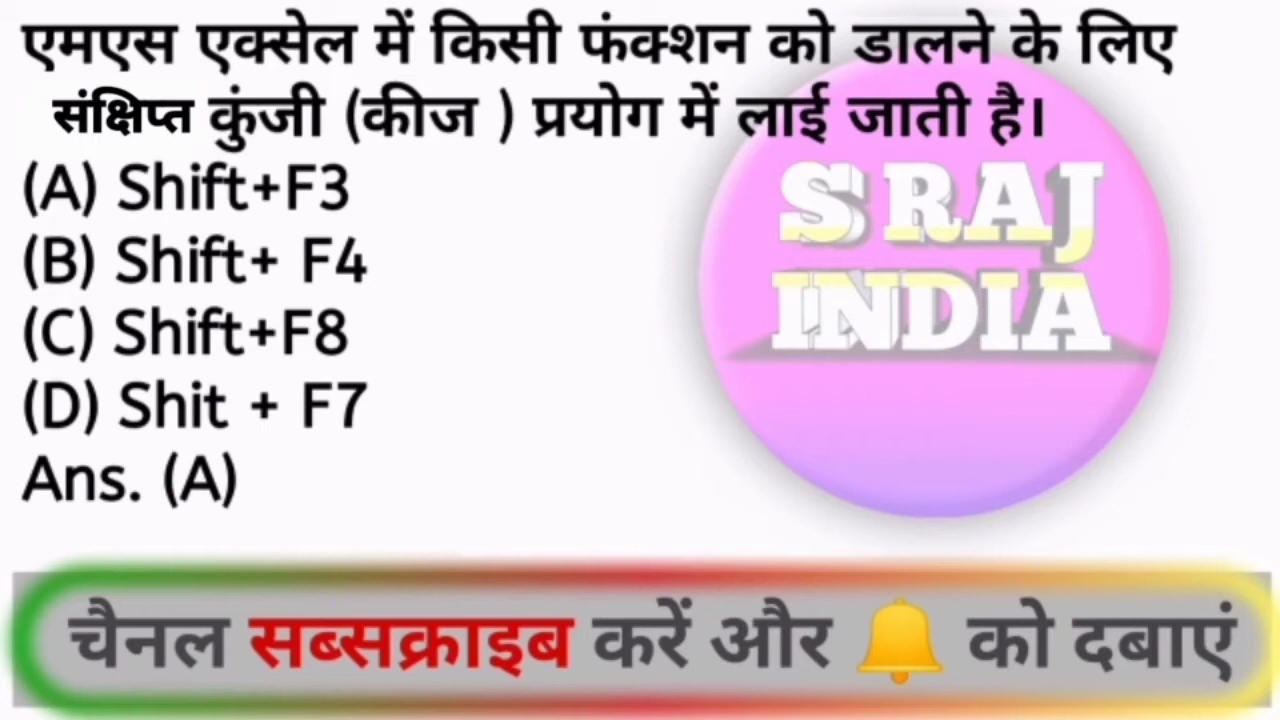 एमएस एक्सेल में किसी फंक्शन को डालने के लिए
संक्षिप्त कुंजी (कीज ) प्रयोग में लाई जाती है।
(A) Shift+F3
(B) Shift+ F4
(C) Shift+F8
(D) Shit + F7
Ans. (A)
S RAJ
INDIA
चैनल सब्सक्राइब करें और 🔔 को दबाएं